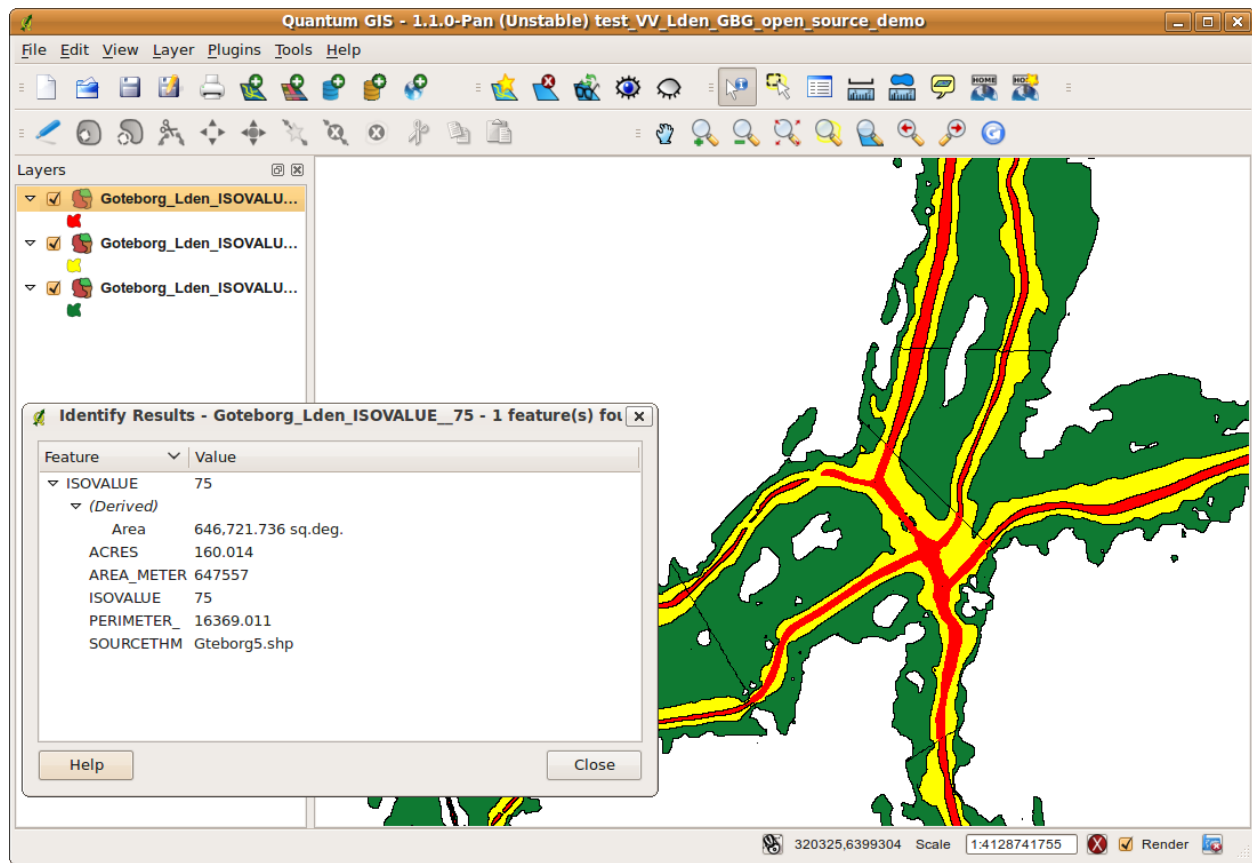 Quantum GIS - 1.1.0-Pan (Unstable) test_VV_Lden_GBG_open_source_demo
File Edit View Layer Plugins Tools Help
HOME
HO
Layers
Goteborg_Lden_ISOVALU...
Goteborg_Lden_ISOVALU...
Goteborg_Lden_ISOVALU...
Identify Results - Goteborg_Lden_ISOVALUE__75 - 1 feature(s) fou
Feature Value
ISOVALUE 75
(Derived)
Area 646,721.736 sq.deg.
ACRES 160.014
AREA_METER 647557
ISOVALUE 75
PERIMETER_ 16369.011
SOURCETHM Gteborg5.shp
Help Close
320325,6399304 Scale 1:4128741755 Render